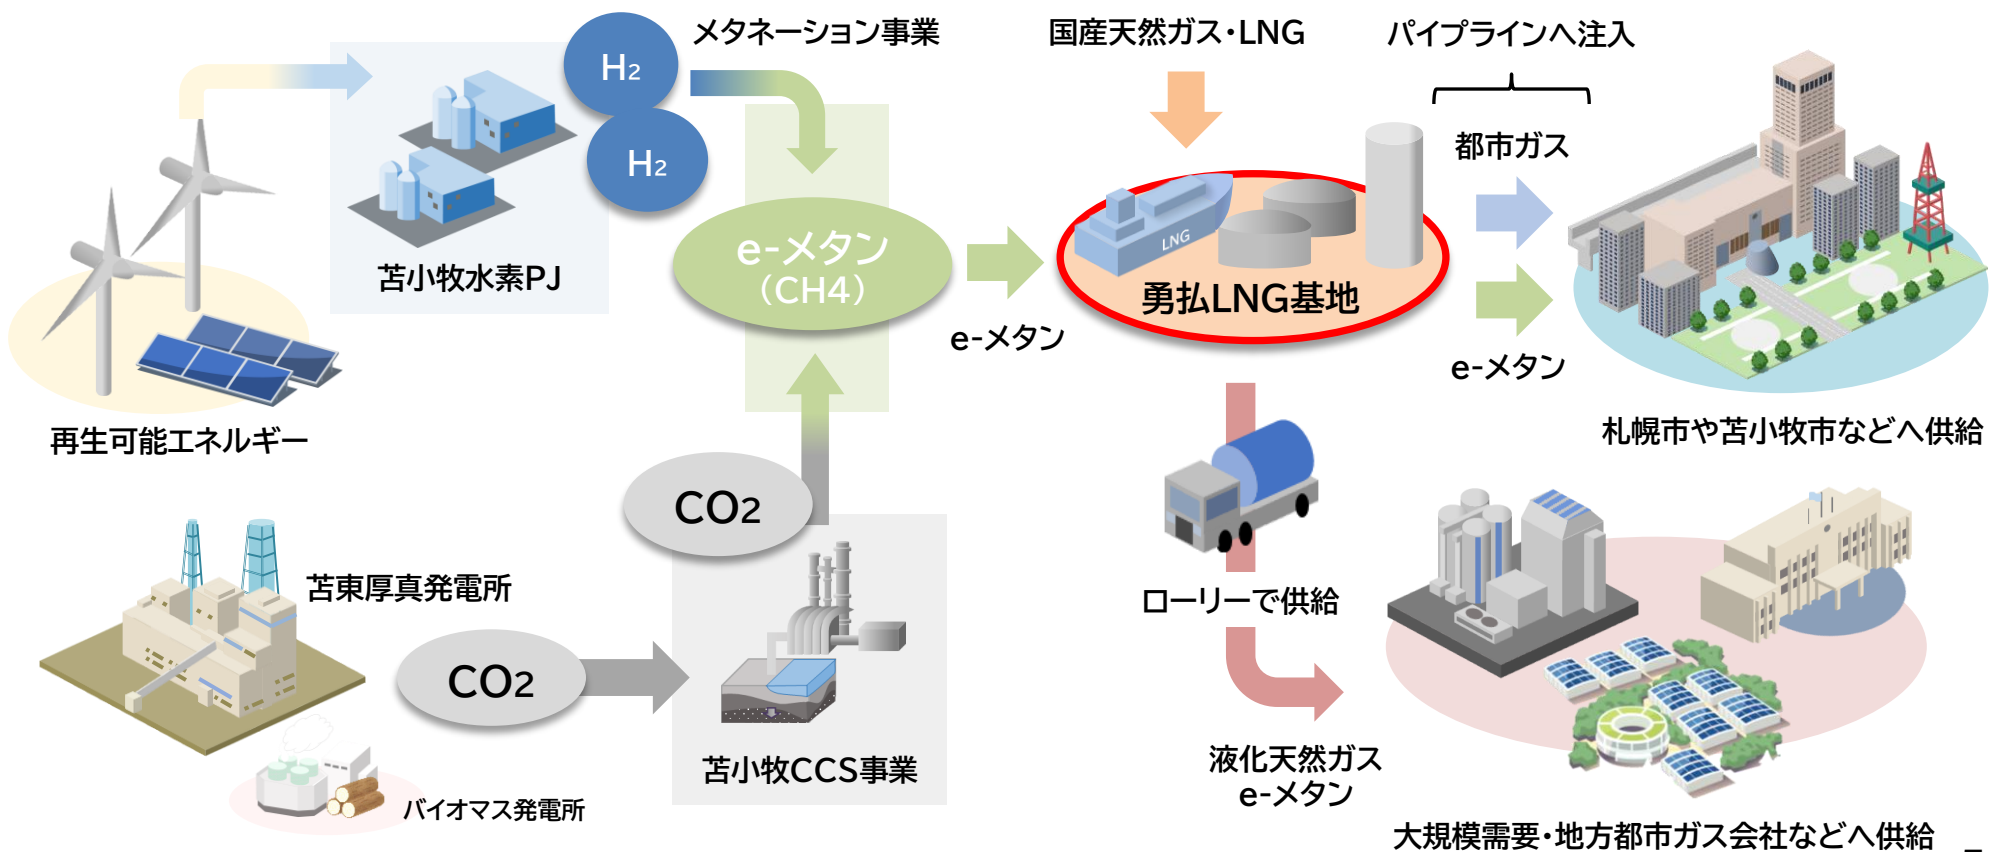 メタネーション事業
国産天然ガス・LNG
パイプラインへ注入
H2
H2
都市ガス
e-メタン
（CH4）
LNG
苫小牧水素PJ
勇払LNG基地
e-メタン
e-メタン
再生可能エネルギー
札幌市や苫小牧市などへ供給
CO2
苫東厚真発電所
ローリーで供給
CO2
苫小牧CCS事業
液化天然ガス
e-メタン
バイオマス発電所
大規模需要・地方都市ガス会社などへ供給